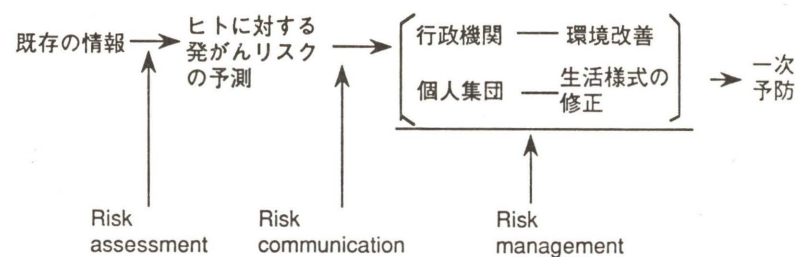 既存の情報
ヒトに対する
発がんリスク
の予測
行政機関 環境改善
個人集団 生活様式の
修正
一次
予防
Risk
assessment
Risk
communication
Risk
management